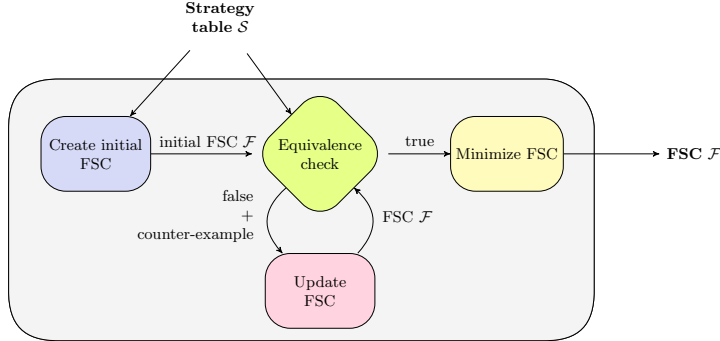 Strategy
table 𝒮
Create initial
FSC
initial FSC ℱ
Equivalence
check
true
Minimize FSC
FSC ℱ
false
+
counter-example
FSC ℱ
Update
FSC